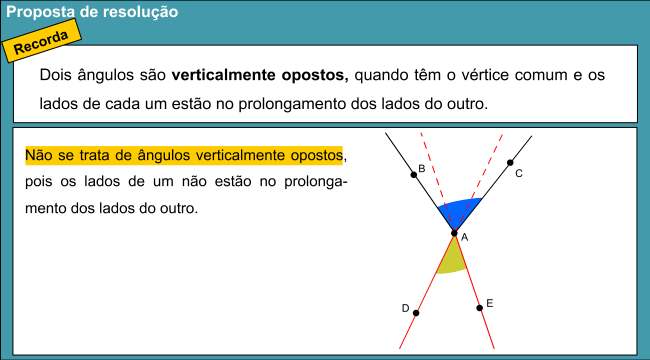 Proposta de resolução
Recorda
Dois ângulos são verticalmente opostos, quando têm o vértice comum e os
lados de cada um estão no prolongamento dos lados do outro.
Não se trata de ângulos verticalmente opostos,
pois os lados de um não estão no prolonga-
mento dos lados do outro.
B
C
A
D
E